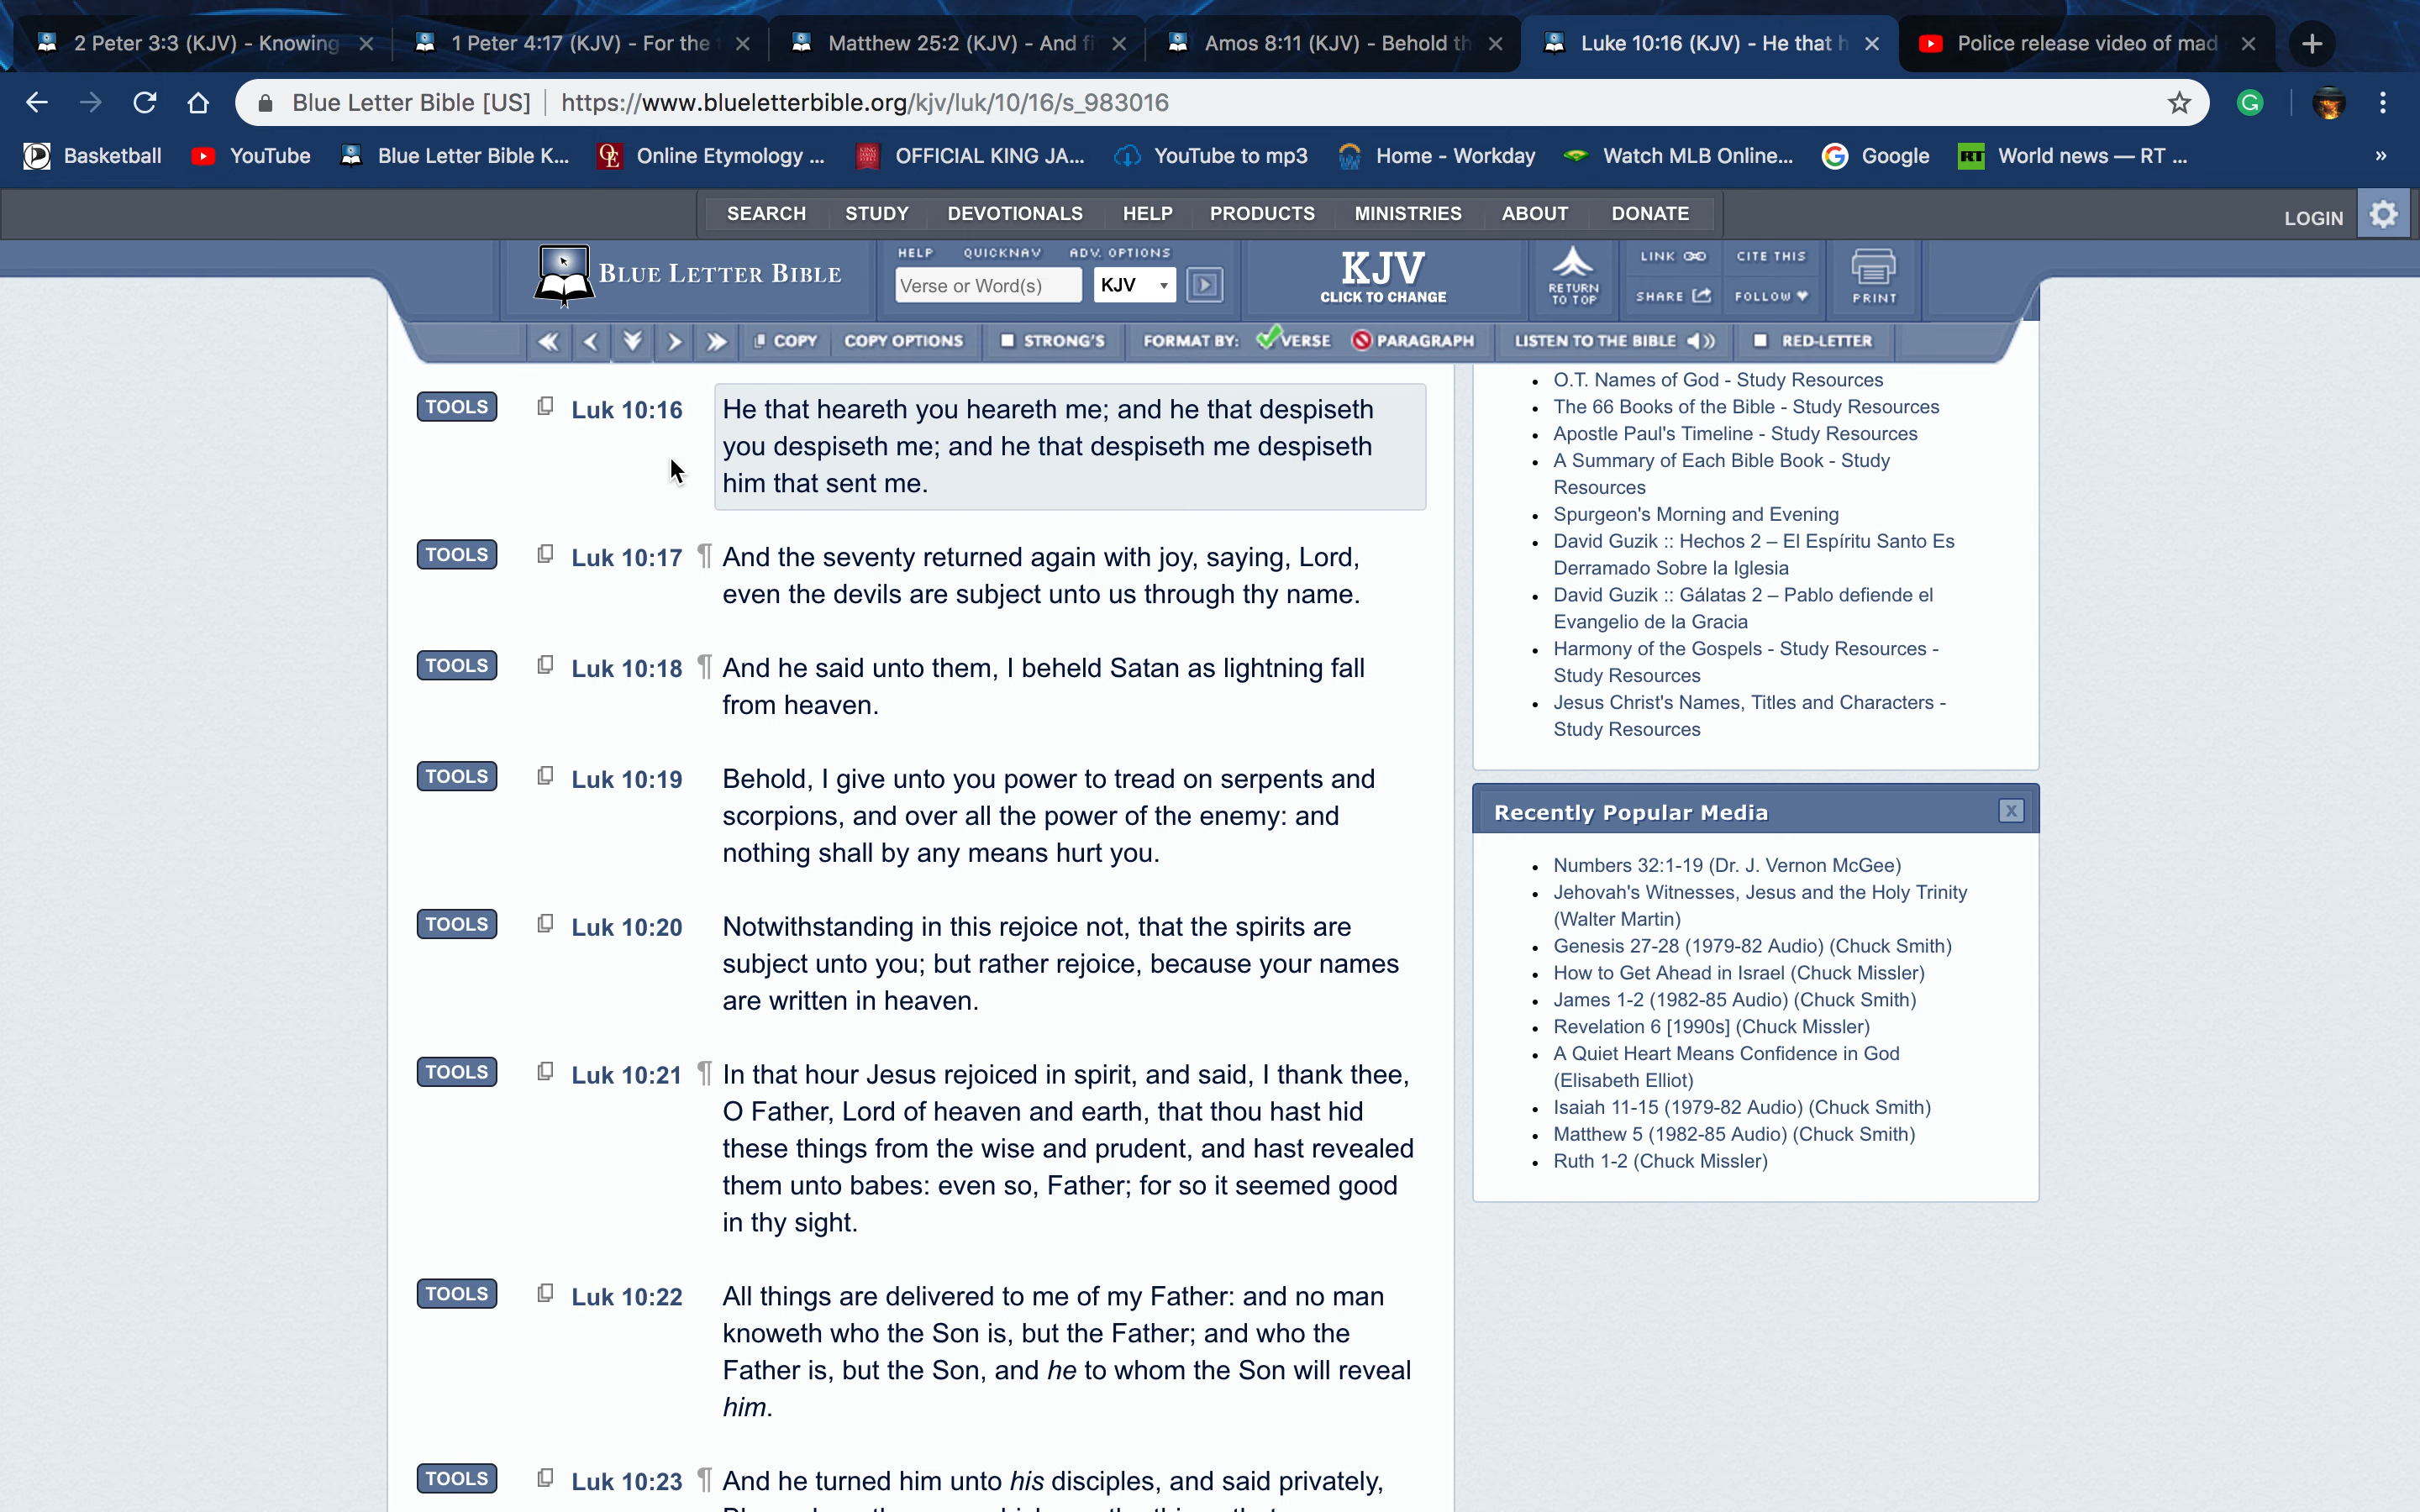 2 Peter 3:3 (KJV) - Knowing
1 Peter 4:17 (KJV) - For the
Matthew 25:2 (KJV) - And fi
Amos 8:11 (KJV) - Behold th
Luke 10:16 (KJV) - He that h
Police release video of mad
Blue Letter Bible [US] https://www.blueletterbible.org/kjv/luk/10/16/s_983016
Basketball YouTube Blue Letter Bible K... Online Etymology ... OFFICIAL KING JA... YouTube to mp3 Home - Workday Watch MLB Online... Google World news — RT ... »
SEARCH STUDY DEVOTIONALS HELP PRODUCTS MINISTRIES ABOUT DONATE LOGIN
BLUE LETTER BIBLE
HELP QUICKNAV ADV. OPTIONS
Verse or Word(s) KJV
KJV
CLICK TO CHANGE
RETURN
TO TOP
LINK CITE THIS
SHARE FOLLOW
PRINT
COPY COPY OPTIONS STRONG'S FORMAT BY: VERSE PARAGRAPH LISTEN TO THE BIBLE RED-LETTER
TOOLS Luk 10:16 He that heareth you heareth me; and he that despiseth
you despiseth me; and he that despiseth me despiseth
him that sent me.
TOOLS Luk 10:17 ¶ And the seventy returned again with joy, saying, Lord,
even the devils are subject unto us through thy name.
TOOLS Luk 10:18 ¶ And he said unto them, I beheld Satan as lightning fall
from heaven.
TOOLS Luk 10:19 Behold, I give unto you power to tread on serpents and
scorpions, and over all the power of the enemy: and
nothing shall by any means hurt you.
TOOLS Luk 10:20 Notwithstanding in this rejoice not, that the spirits are
subject unto you; but rather rejoice, because your names
are written in heaven.
TOOLS Luk 10:21 ¶ In that hour Jesus rejoiced in spirit, and said, I thank thee,
O Father, Lord of heaven and earth, that thou hast hid
these things from the wise and prudent, and hast revealed
them unto babes: even so, Father; for so it seemed good
in thy sight.
TOOLS Luk 10:22 All things are delivered to me of my Father: and no man
knoweth who the Son is, but the Father; and who the
Father is, but the Son, and he to whom the Son will reveal
him.
TOOLS Luk 10:23 ¶ And he turned him unto his disciples, and said privately,
O.T. Names of God - Study Resources
The 66 Books of the Bible - Study Resources
Apostle Paul's Timeline - Study Resources
A Summary of Each Bible Book - Study
Resources
Spurgeon's Morning and Evening
David Guzik :: Hechos 2 – El Espíritu Santo Es
Derramado Sobre la Iglesia
David Guzik :: Gálatas 2 – Pablo defiende el
Evangelio de la Gracia
Harmony of the Gospels - Study Resources -
Study Resources
Jesus Christ's Names, Titles and Characters -
Study Resources
Recently Popular Media X
Numbers 32:1-19 (Dr. J. Vernon McGee)
Jehovah's Witnesses, Jesus and the Holy Trinity
(Walter Martin)
Genesis 27-28 (1979-82 Audio) (Chuck Smith)
How to Get Ahead in Israel (Chuck Missler)
James 1-2 (1982-85 Audio) (Chuck Smith)
Revelation 6 [1990s] (Chuck Missler)
A Quiet Heart Means Confidence in God
(Elisabeth Elliot)
Isaiah 11-15 (1979-82 Audio) (Chuck Smith)
Matthew 5 (1982-85 Audio) (Chuck Smith)
Ruth 1-2 (Chuck Missler)